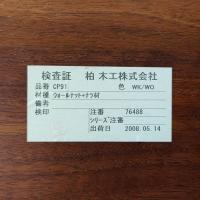 検査証 柏木工株式会社
品番 CP91 色 WK/WO
材種 ウォールナット+ナラ材
備考
検印 注番 76488
シリーズ注番
出荷日 2008.05.14